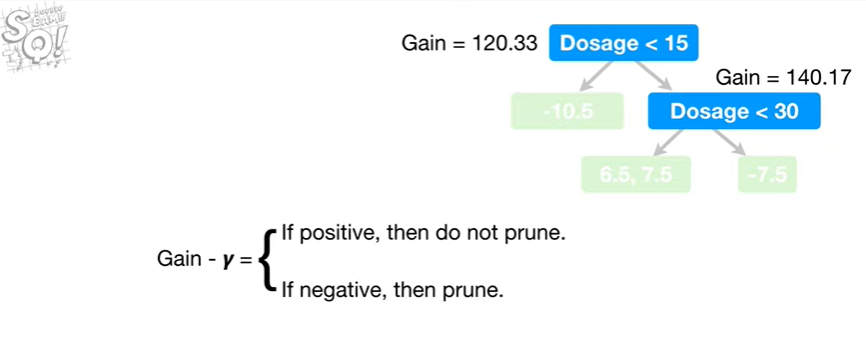 SQ!
Gain = 120.33
Dosage < 15
Gain = 140.17
-10.5
Dosage < 30
6.5, 7.5
-7.5
If positive, then do not prune.
Gain - γ =
If negative, then prune.